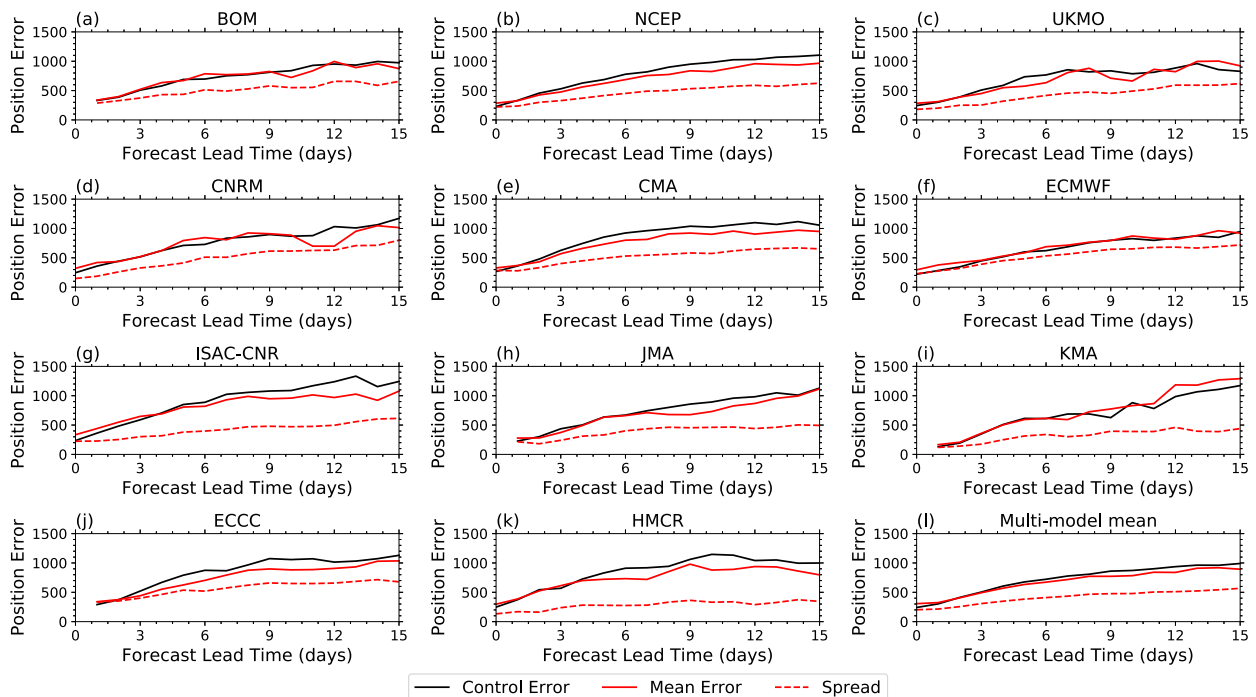 (a) BOM
(b) NCEP
(c) UKMO
Position Error
1500
1000
500
0
0 3 6 9 12 15
Forecast Lead Time (days)
Position Error
1500
1000
500
0
0 3 6 9 12 15
Forecast Lead Time (days)
Position Error
1500
1000
500
0
0 3 6 9 12 15
Forecast Lead Time (days)
(d) CNRM
(e) CMA
(f) ECMWF
Position Error
1500
1000
500
0
0 3 6 9 12 15
Forecast Lead Time (days)
Position Error
1500
1000
500
0
0 3 6 9 12 15
Forecast Lead Time (days)
Position Error
1500
1000
500
0
0 3 6 9 12 15
Forecast Lead Time (days)
(g) ISAC-CNR
(h) JMA
(i) KMA
Position Error
1500
1000
500
0
0 3 6 9 12 15
Forecast Lead Time (days)
Position Error
1500
1000
500
0
0 3 6 9 12 15
Forecast Lead Time (days)
Position Error
1500
1000
500
0
0 3 6 9 12 15
Forecast Lead Time (days)
(j) ECCC
(k) HMCR
(l) Multi-model mean
Position Error
1500
1000
500
0
0 3 6 9 12 15
Forecast Lead Time (days)
Position Error
1500
1000
500
0
0 3 6 9 12 15
Forecast Lead Time (days)
Position Error
1500
1000
500
0
0 3 6 9 12 15
Forecast Lead Time (days)
Control Error Mean Error Spread